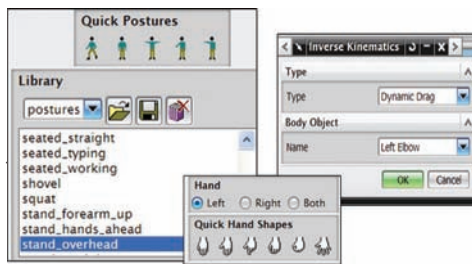 Quick Postures
Library
postures
seated_straight
seated_typing
seated_working
shovel
squat
stand_forearm_up
stand_hands_ahead
stand_overhead
Hand
Left Right Both
Quick Hand Shapes
Inverse Kinematics
Type
Type Dynamic Drag
Body Object
Name Left Elbow
OK Cancel